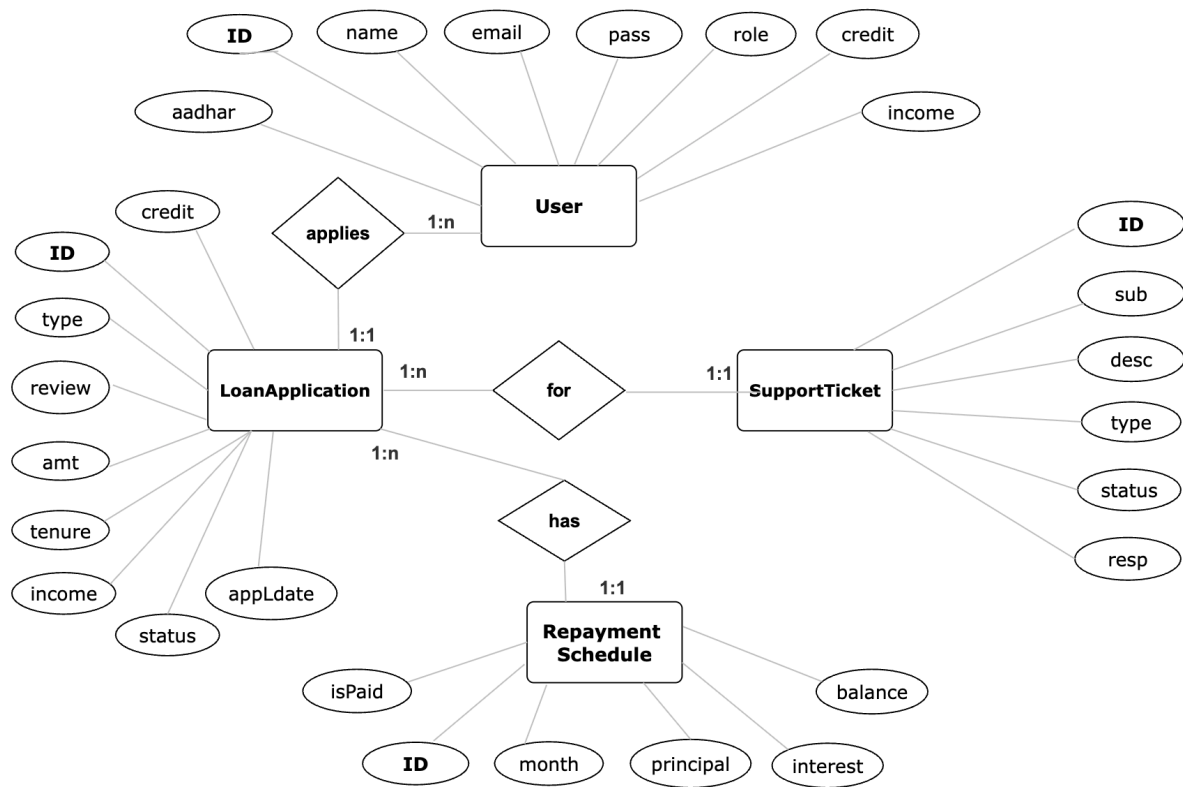 ID
name
email
pass
role
credit
aadhar
income
User
credit
applies
1:n
ID
ID
sub
type
1:1
desc
review
LoanApplication
1:n
for
1:1
SupportTicket
type
amt
1:n
status
tenure
has
resp
income
appLdate
1:1
status
Repayment
Schedule
isPaid
balance
ID
month
principal
interest